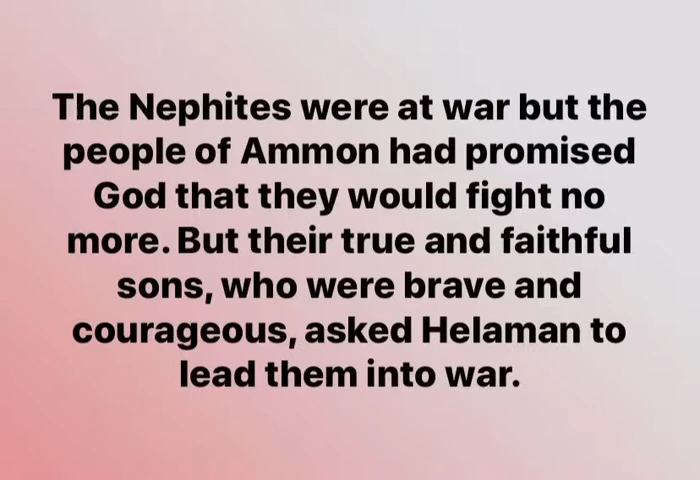 The Nephites were at war but the
people of Ammon had promised
God that they would fight no
more. But their true and faithful
sons, who were brave and
courageous, asked Helaman to
lead them into war.